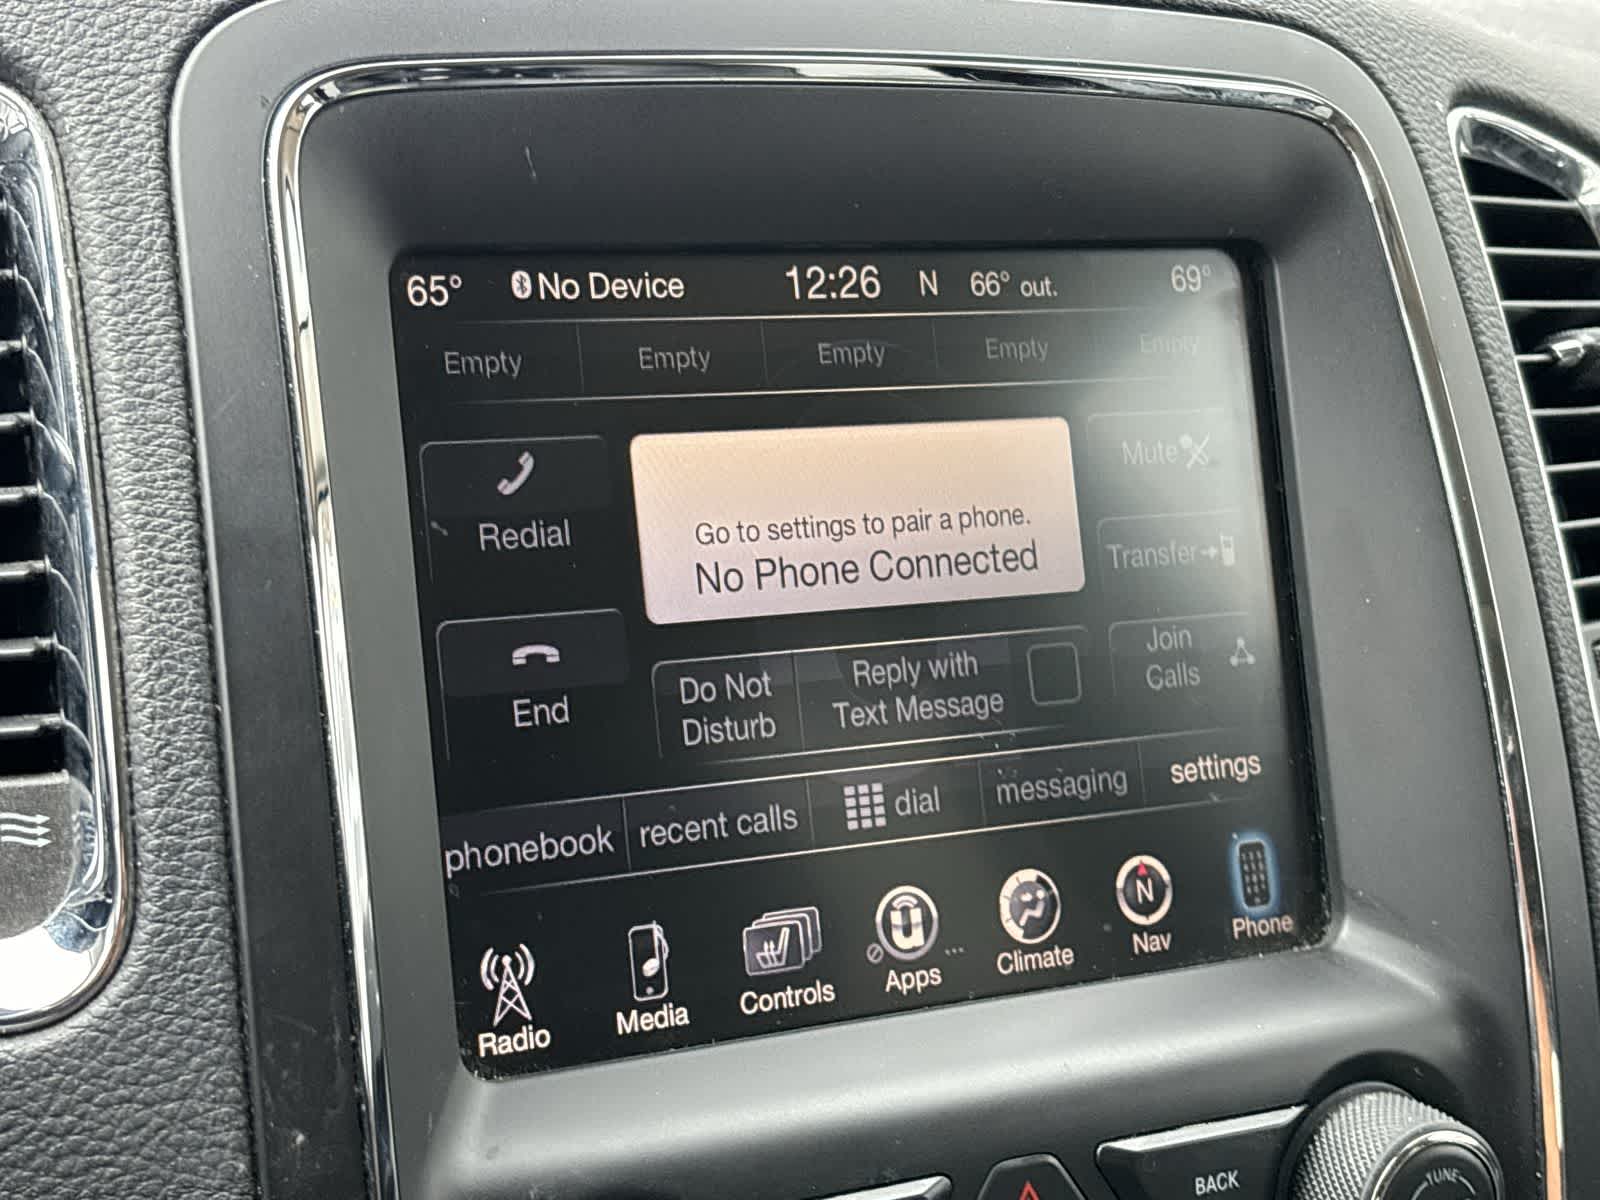 65° No Device 12:26 N 66° out. 69°
Empty Empty Empty Empty Empty
Redial
Go to settings to pair a phone.
No Phone Connected
Mute
Transfer
End
Do Not
Disturb
Reply with
Text Message
Join
Calls
phonebook recent calls dial messaging settings
Radio Media Controls Apps Climate N Nav Phone
BACK
TUNE